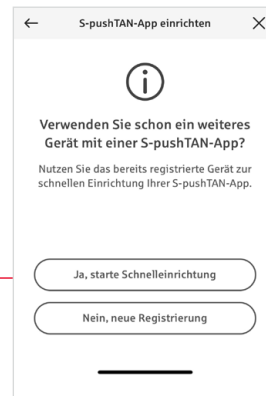 S-pushTAN-App einrichten
Verwenden Sie schon ein weiteres
Gerät mit einer S-pushTAN-App?
Nutzen Sie das bereits registrierte Gerät zur
schnellen Einrichtung Ihrer S-pushTAN-App.
Ja, starte Schnelleinrichtung
Nein, neue Registrierung